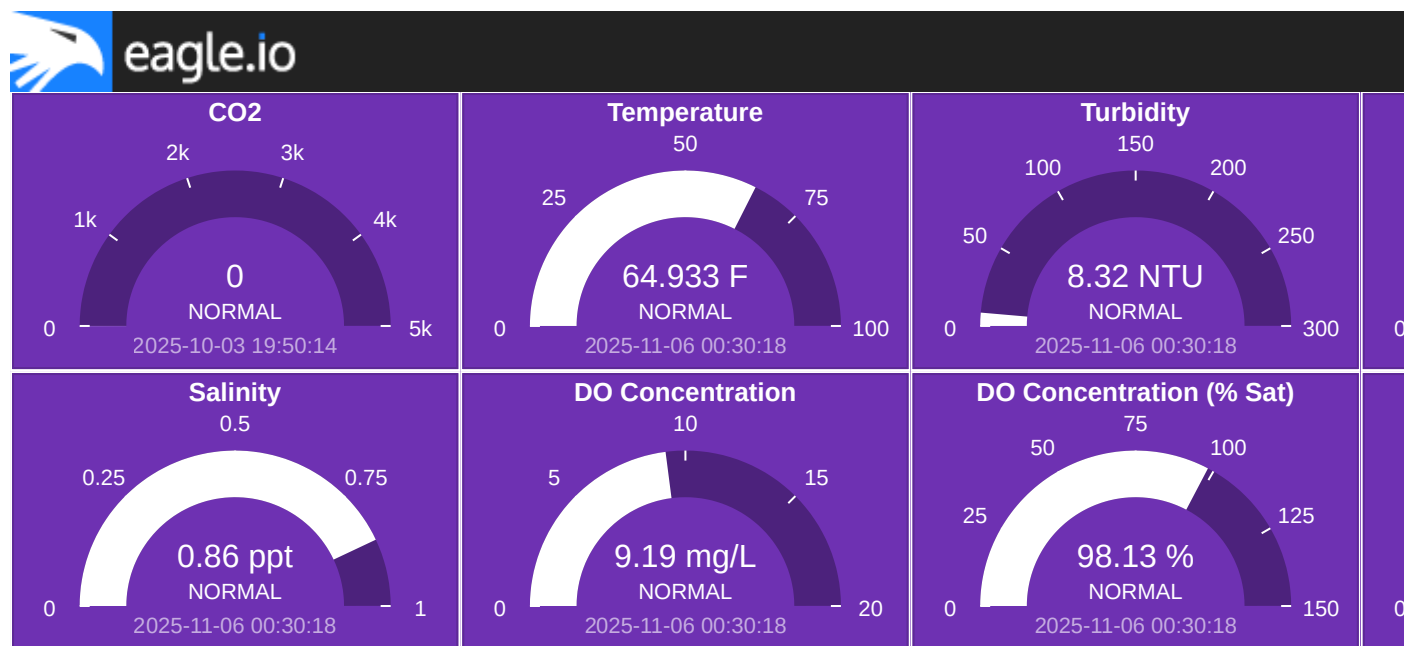 eagle.io
CO2
2k 3k
1k 4k
0
NORMAL
0 5k
2025-10-03 19:50:14
Temperature
50
25 75
64.933 F
NORMAL
0 100
2025-11-06 00:30:18
Turbidity
150
100 200
50 250
8.32 NTU
NORMAL
0 300
2025-11-06 00:30:18
0
Salinity
0.5
0.25 0.75
0.86 ppt
NORMAL
0 1
2025-11-06 00:30:18
DO Concentration
10
5 15
9.19 mg/L
NORMAL
0 20
2025-11-06 00:30:18
DO Concentration (% Sat)
75
50 100
25 125
98.13 %
NORMAL
0 150
2025-11-06 00:30:18
0